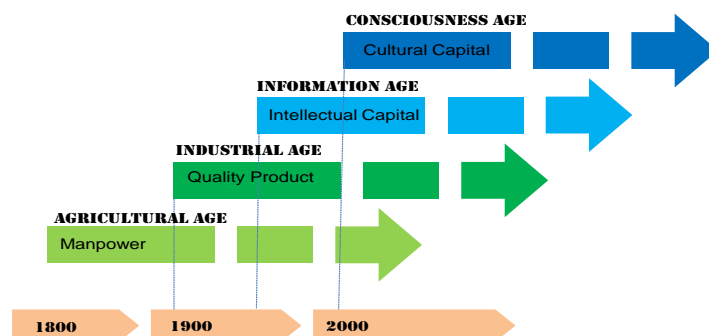 CONSCIOUSNESS AGE
Cultural Capital
INFORMATION AGE
Intellectual Capital
INDUSTRIAL AGE
Quality Product
AGRICULTURAL AGE
Manpower
1800
1900
2000